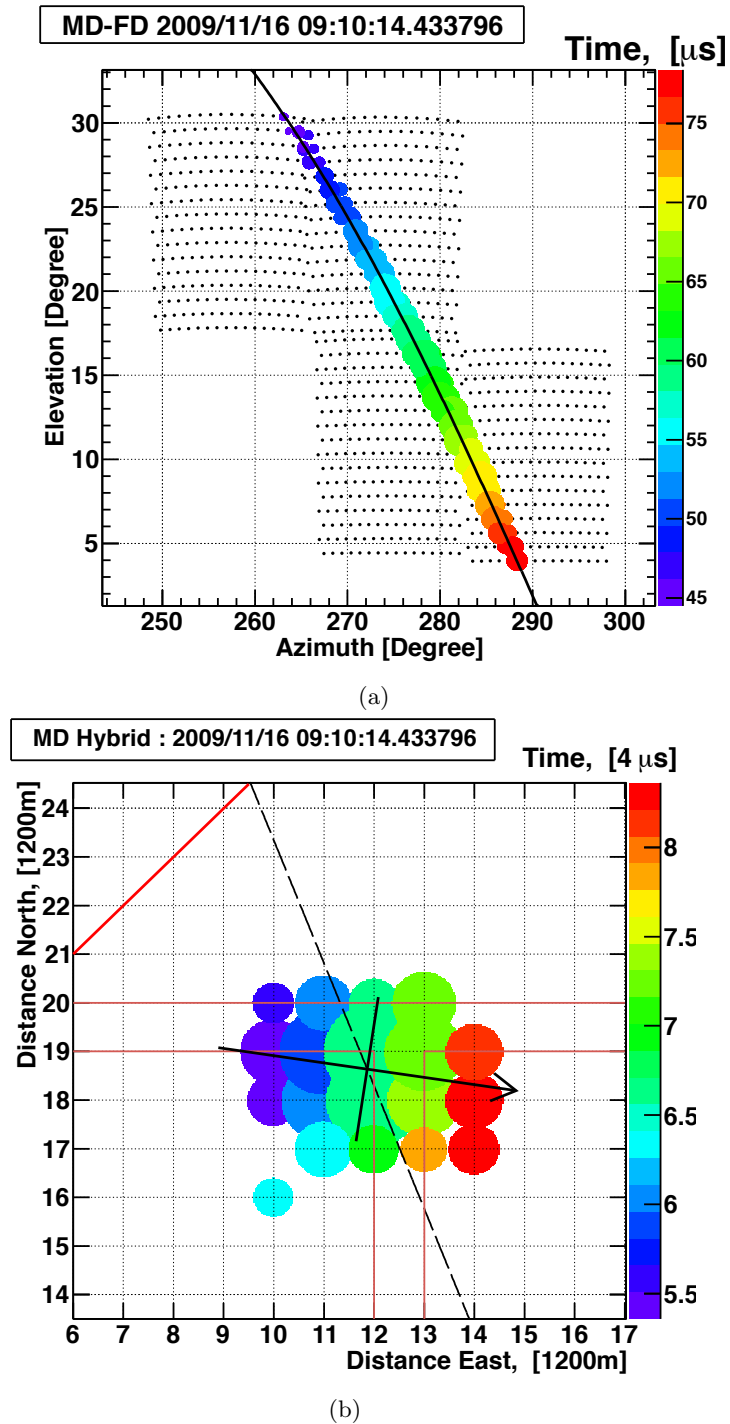 MD-FD 2009/11/16 09:10:14.433796
Time, [μs]
30
25
20
15
10
5
Elevation [Degree]
75
70
65
60
55
50
45
250 260 270 280 290 300
Azimuth [Degree]
(a)
MD Hybrid : 2009/11/16 09:10:14.433796
Time, [4 μs]
24
23
22
21
20
19
18
17
16
15
14
Distance North, [1200m]
8
7.5
7
6.5
6
5.5
6 7 8 9 10 11 12 13 14 15 16 17
Distance East, [1200m]
(b)